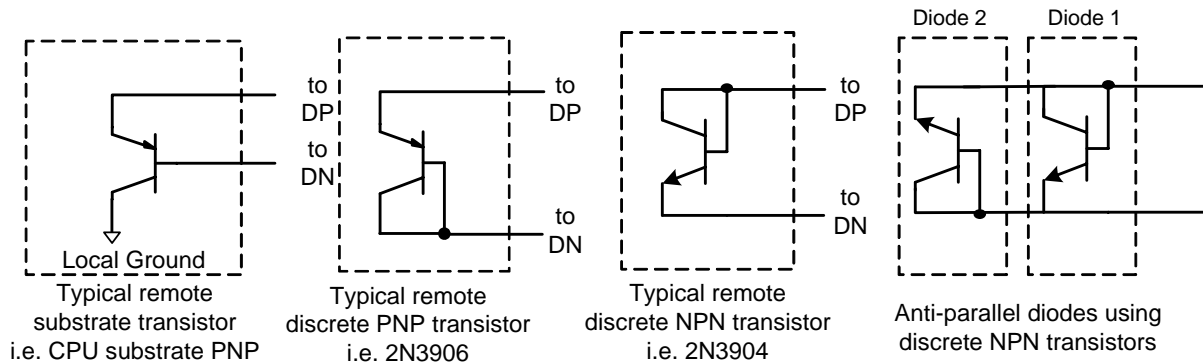 Diode 2
Diode 1
to
DP
to
DN
Local Ground
Typical remote
substrate transistor
i.e. CPU substrate PNP
to
DP
to
DN
Typical remote
discrete PNP transistor
i.e. 2N3906
to
DP
to
DN
Typical remote
discrete NPN transistor
i.e. 2N3904
Anti-parallel diodes using
discrete NPN transistors